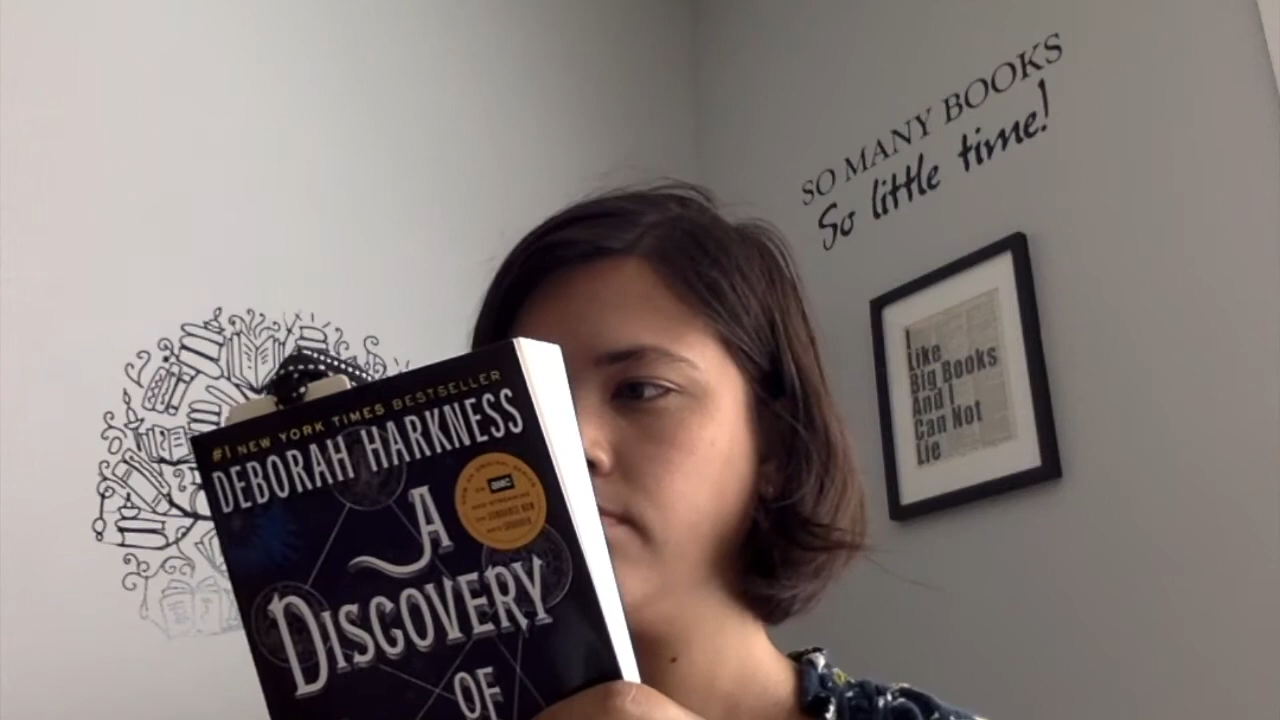 SO MANY BOOKS
So little time!
I
Like
Big Books
And I
Can Not
Lie
#1 NEW YORK TIMES BESTSELLER
DEBORAH HARKNESS
A
DISCOVERY
OF
AMC